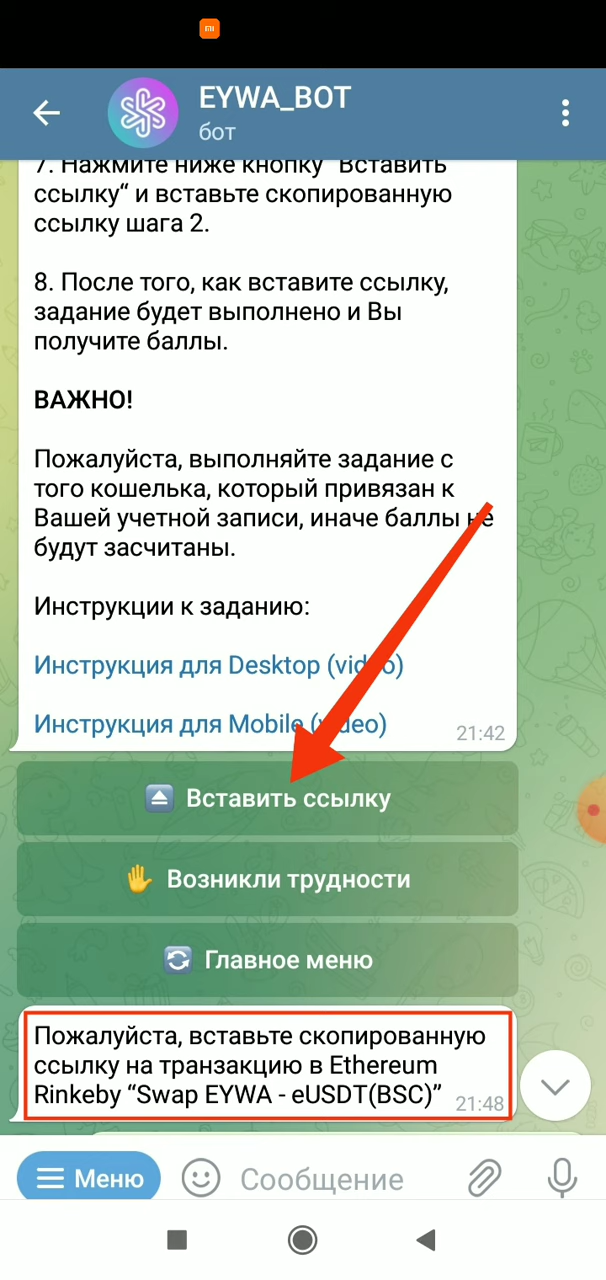 mi
EYWA_BOT
бот
7. Нажмите ниже кнопку "Вставить
ссылку“ и вставьте скопированную
ссылку шага 2.
8. После того, как вставите ссылку,
задание будет выполнено и Вы
получите баллы.
ВАЖНО!
Пожалуйста, выполняйте задание с
того кошелька, который привязан к
Вашей учетной записи, иначе баллы не
будут засчитаны.
Инструкции к заданию:
Инструкция для Desktop (video)
Инструкция для Mobile (video)
21:42
Вставить ссылку
Возникли трудности
Главное меню
Пожалуйста, вставьте скопированную
ссылку на транзакцию в Ethereum
Rinkeby “Swap EYWA - eUSDT(BSC)”
21:48
Меню
Сообщение